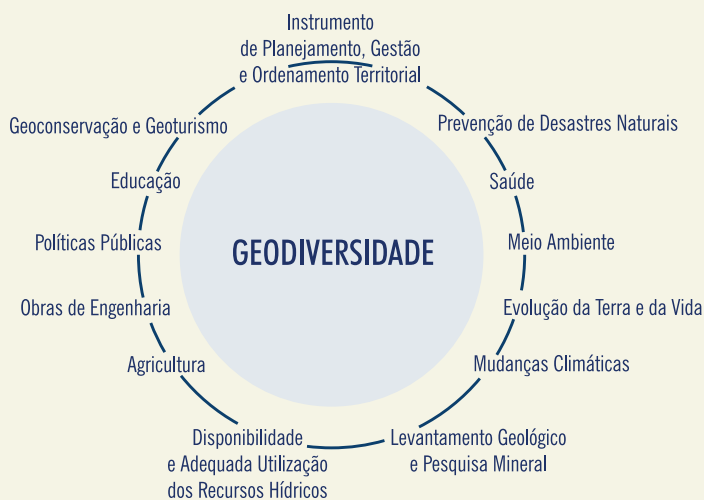 Instrumento
de Planejamento, Gestão
e Ordenamento Territorial
Prevenção de Desastres Naturais
Saúde
Meio Ambiente
Evolução da Terra e da Vida
Mudanças Climáticas
Levantamento Geológico
e Pesquisa Mineral
Disponibilidade
e Adequada Utilização
dos Recursos Hídricos
Agricultura
Obras de Engenharia
Políticas Públicas
Educação
Geoconservação e Geoturismo
GEODIVERSIDADE